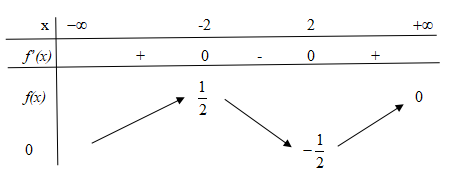 x −∞ -2 2 +∞
f'(x) + 0 - 0 +
f(x) 1/2 0
0 −1/2